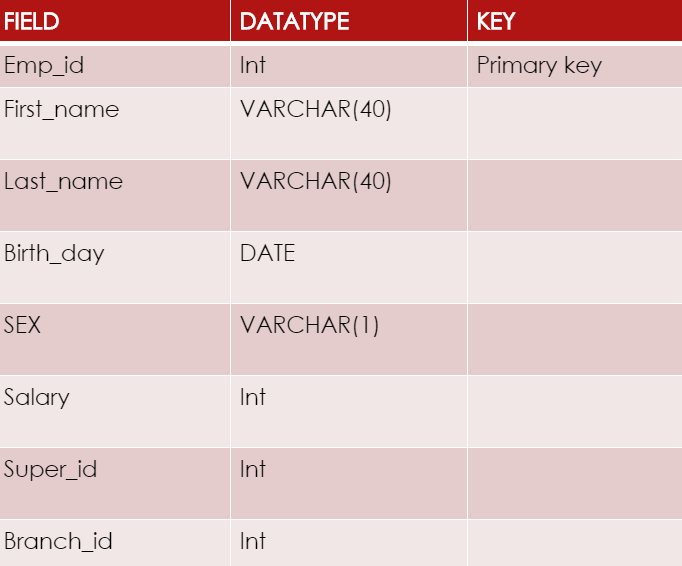 FIELD DATATYPE KEY
Emp_id Int Primary key
First_name VARCHAR(40)
Last_name VARCHAR(40)
Birth_day DATE
SEX VARCHAR(1)
Salary Int
Super_id Int
Branch_id Int